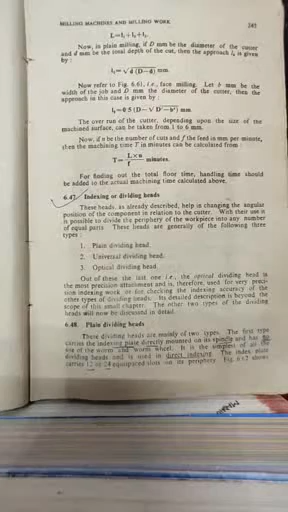 MILLING MACHINES AND MILLING WORK 243
L=l₁+l₂+l₃.
Now, in plain milling, if D mm be the diameter of the cutter
and d mm be the total depth of the cut, then the approach is given
by :
= √d (D—d) mm.
Now refer to Fig. 6.61, i.e., face milling. Let b mm be the
width of the job and D mm the diameter of the cutter, then the
approach in this case is given by
=0.5 (D— √D²—b²) mm.
The over run of the cutter, depending upon the size of the
machined surface, can be taken from 1 to 6 mm.
Now, if n be the number of cuts and f the feed in mm per minute,
then the machining time T in minutes can be calculated from :
T= L×n / f minutes.
For finding out the total floor time, handling time should
be added to the actual machining time calculated above.
6.47. Indexing or dividing heads
These heads, as already described, help in changing the angular
position of the component in relation to the cutter. With their use it
is possible to divide the periphery of the workpiece into any number
of equal parts. These heads are generally of the following three
types :
1. Plain dividing head.
2. Universal dividing head.
3. Optical dividing head.
Out of these the last one i.e., the optical dividing head is
the most precision attachment and is, therefore, used for very preci-
sion indexing work or for checking the indexing accuracy of the
other types of dividing heads. Its detailed description is beyond the
scope of this small chapter. The other two types of the dividing
heads will now be discussed in detail.
6.48. Plain dividing heads
These dividing heads are mainly of two types. The first type
carries the indexing plate directly mounted on its spindle and has no
use of the worm and worm wheel. It is the simplest of all the
dividing heads and is used in direct indexing. The index plate
carries 12 or 24 equispaced slots on its periphery. Fig. shows